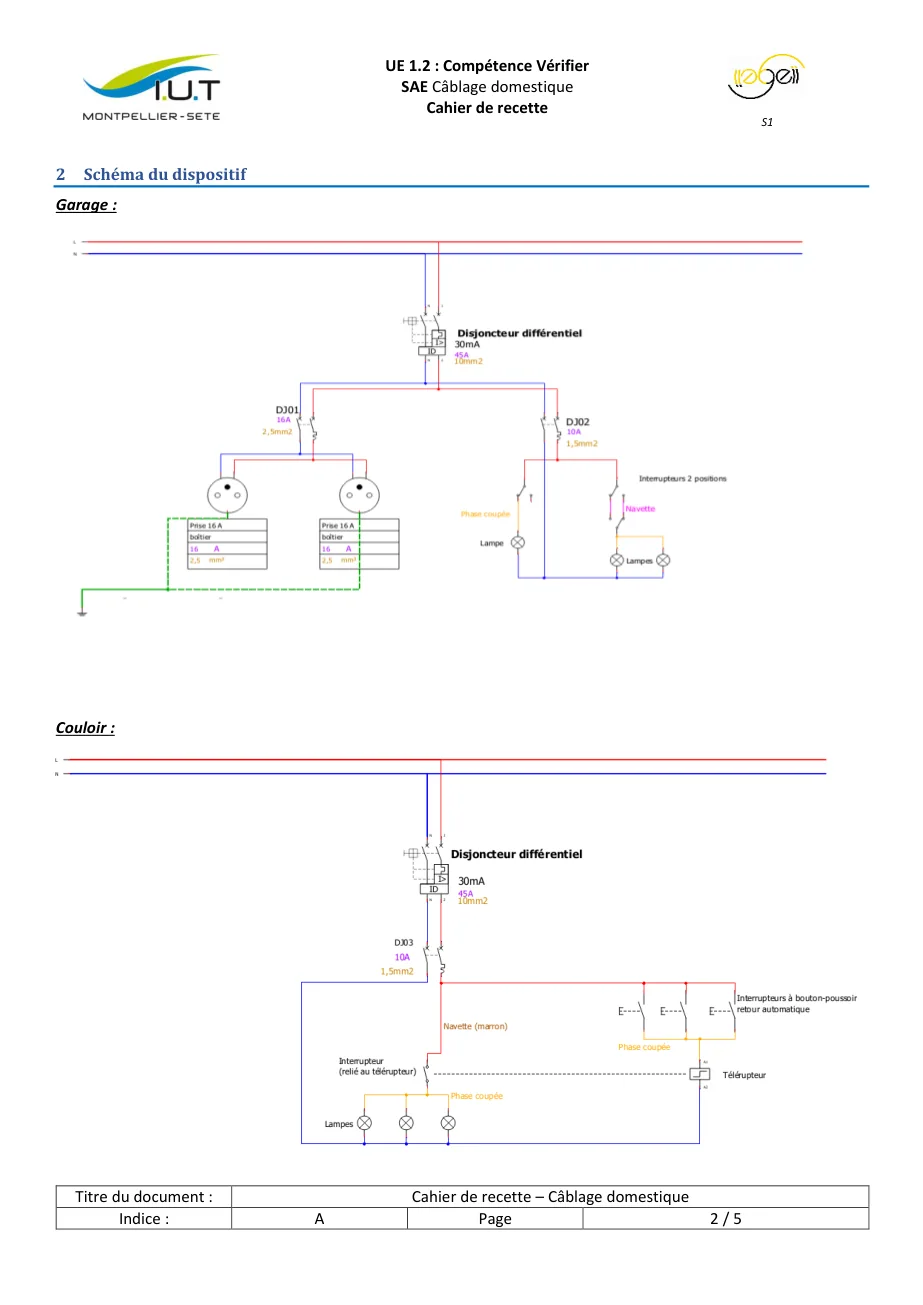 I.U.T
MONTPELLIER-SETE
UE 1.2 : Compétence Vérifier
SAE Câblage domestique
Cahier de recette
S1
2 Schéma du dispositif
Garage :
L
N
Disjoncteur différentiel
30mA
45A
10mm2
ID
DJ01
16A
2,5mm2
DJ02
10A
1,5mm2
Interrupteurs 2 positions
Navette
Phase coupée
Lampe
Lampes
Prise 16 A
boîtier
16 A
2,5 mm²
Prise 16 A
boîtier
16 A
2,5 mm²
Couloir :
L
N
Disjoncteur différentiel
30mA
45A
10mm2
ID
DJ03
10A
1,5mm2
Interrupteurs à bouton-poussoir
retour automatique
Navette (marron)
Phase coupée
Interrupteur
(relié au télérupteur)
Télérupteur
Phase coupée
Lampes
Titre du document : Cahier de recette – Câblage domestique
Indice : A Page 2 / 5